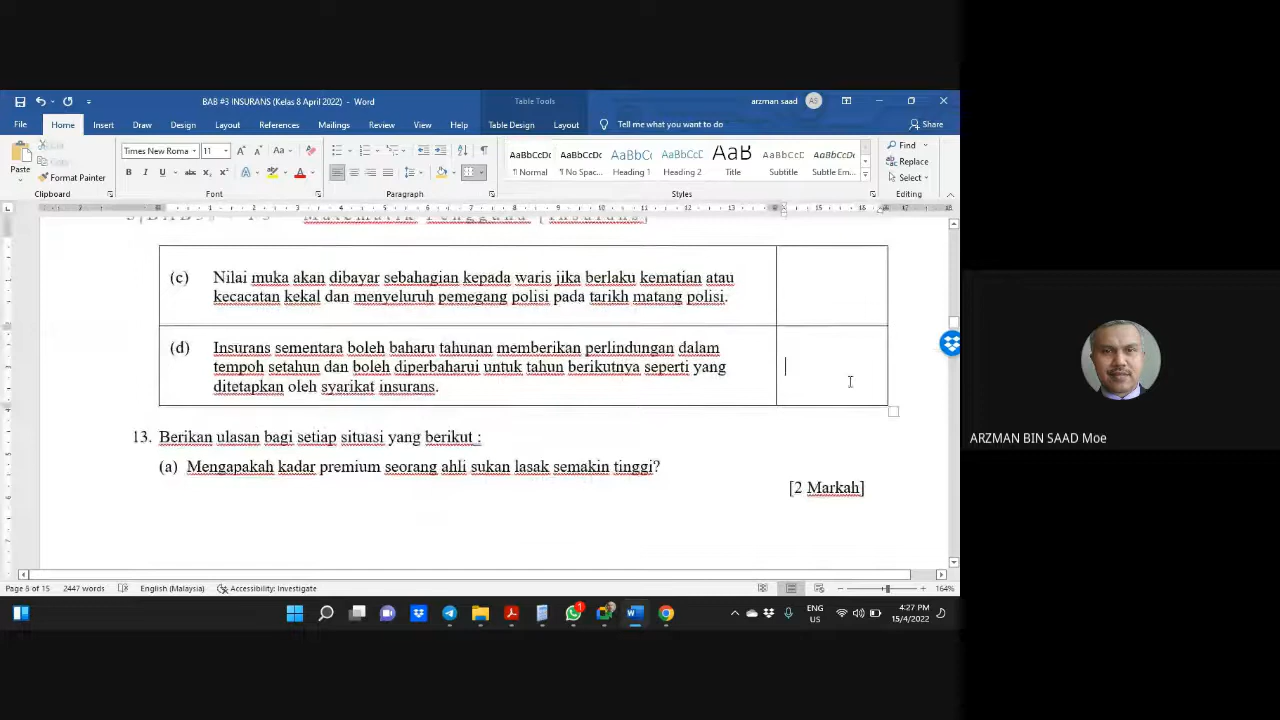 BAB #3 INSURANS (Kelas 8 April 2022) - Word
Table Tools
arzman saad
AS
File Home Insert Draw Design Layout References Mailings Review View Help Table Design Layout Tell me what you want to do Share
Paste
Cut
Copy
Format Painter
Clipboard
Times New Roma 11
Font
Paragraph
AaBbCcDc ¶ Normal
AaBbCcDc ¶ No Spac...
AaBbCc Heading 1
AaBbCcC Heading 2
AaB Title
AaBbCcD Subtitle
AaBbCcDc Subtle Em...
Styles
Find
Replace
Select
Editing
(c) Nilai muka akan dibayar sebahagian kepada waris jika berlaku kematian atau
kecacatan kekal dan menyeluruh pemegang polisi pada tarikh matang polisi.
(d) Insurans sementara boleh baharu tahunan memberikan perlindungan dalam
tempoh setahun dan boleh diperbaharui untuk tahun berikutnya seperti yang
ditetapkan oleh syarikat insurans.
13. Berikan ulasan bagi setiap situasi yang berikut :
(a) Mengapakah kadar premium seorang ahli sukan lasak semakin tinggi?
[2 Markah]
ARZMAN BIN SAAD Moe
2447 words English (Malaysia) Accessibility: Investigate 164%
ENG
US
4:27 PM
15/4/2022